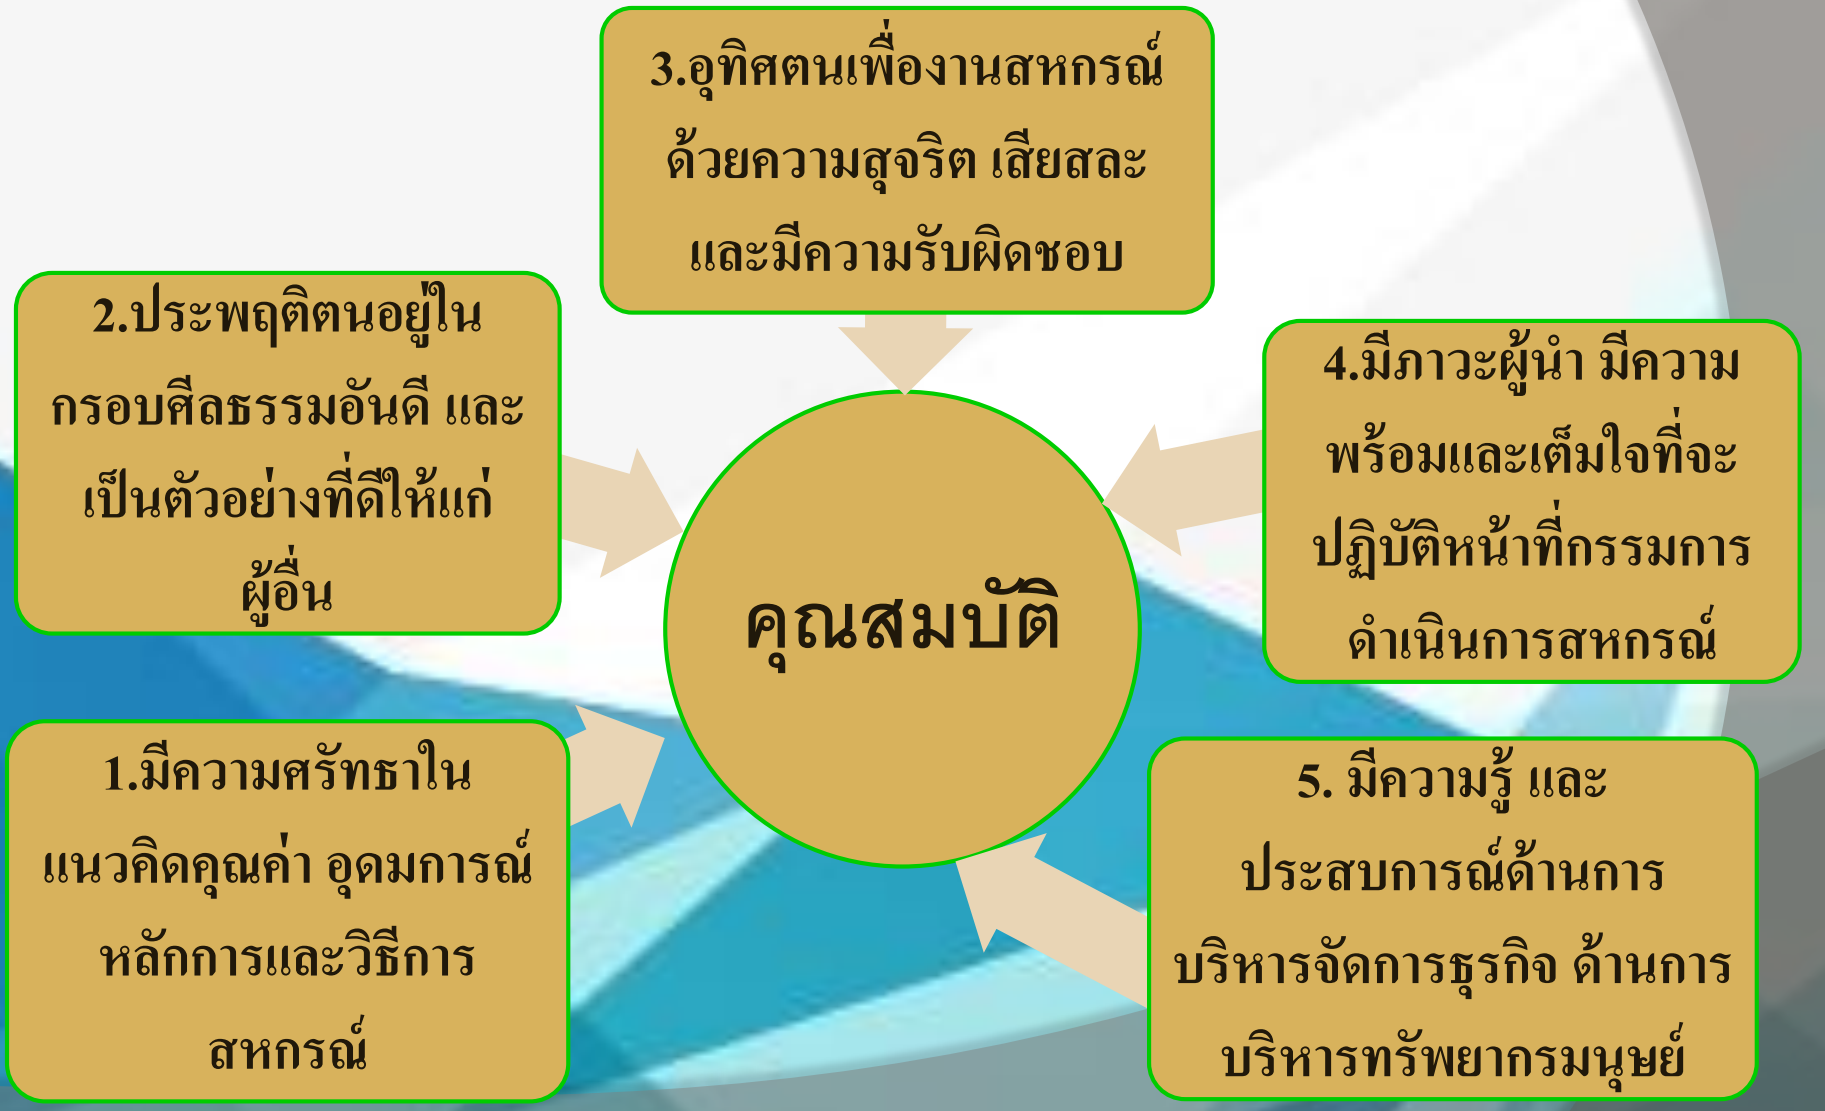 3.อุทิศตนเพื่องานสหกรณ์
ด้วยความสุจริต เสียสละ
และมีความรับผิดชอบ
2.ประพฤติตนอยู่ใน
กรอบศีลธรรมอันดี และ
เป็นตัวอย่างที่ดีให้แก่
ผู้อื่น
4.มีภาวะผู้นำ มีความ
พร้อมและเต็มใจที่จะ
ปฏิบัติหน้าที่กรรมการ
ดำเนินการสหกรณ์
คุณสมบัติ
1.มีความศรัทธาใน
แนวคิดคุณค่า อุดมการณ์
หลักการและวิธีการ
สหกรณ์
5. มีความรู้ และ
ประสบการณ์ด้านการ
บริหารจัดการธุรกิจ ด้านการ
บริหารทรัพยากรมนุษย์